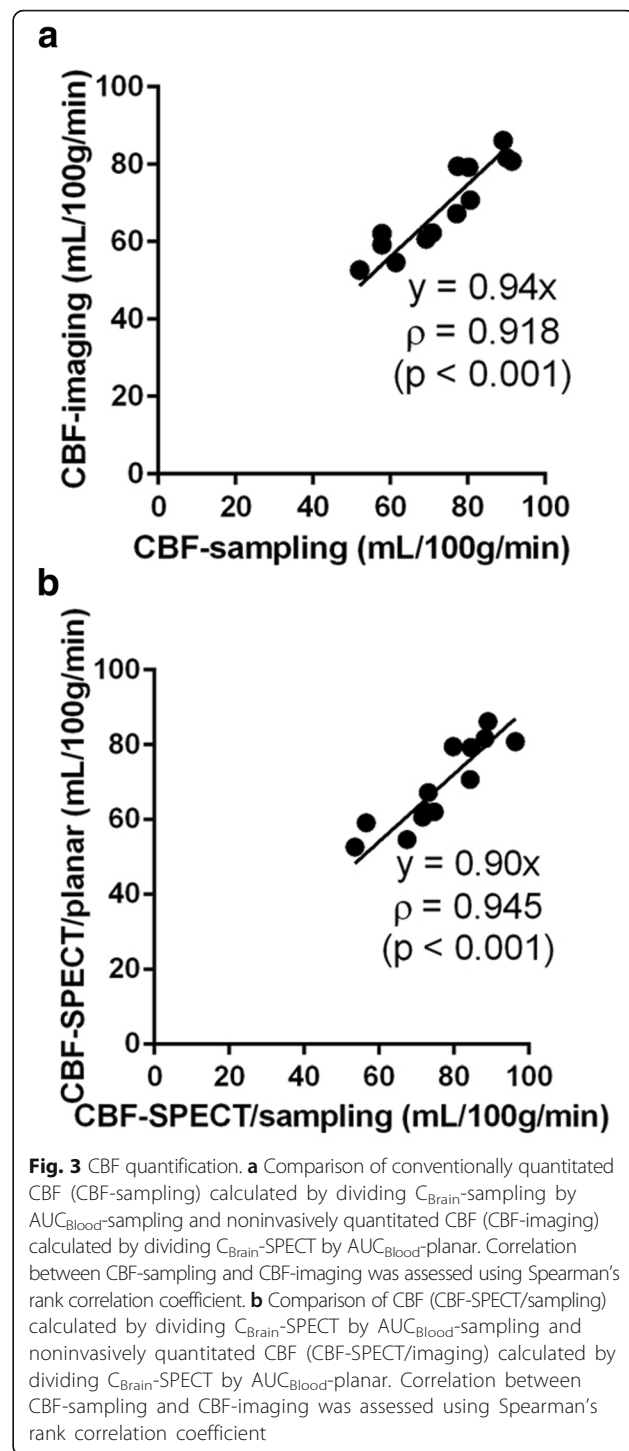 a
100
80
60
40
20
0
CBF-imaging (mL/100g/min)
y = 0.94x
ρ = 0.918
(p < 0.001)
0 20 40 60 80 100
CBF-sampling (mL/100g/min)
b
100
80
60
40
20
0
CBF-SPECT/planar (mL/100g/min)
y = 0.90x
ρ = 0.945
(p < 0.001)
0 20 40 60 80 100
CBF-SPECT/sampling (mL/100g/min)
Fig. 3 CBF quantification. a Comparison of conventionally quantitated
CBF (CBF-sampling) calculated by dividing CBrain-sampling by
AUCBlood-sampling and noninvasively quantitated CBF (CBF-imaging)
calculated by dividing CBrain-SPECT by AUCBlood-planar. Correlation
between CBF-sampling and CBF-imaging was assessed using Spearman's
rank correlation coefficient. b Comparison of CBF (CBF-SPECT/sampling)
calculated by dividing CBrain-SPECT by AUCBlood-sampling and
noninvasively quantitated CBF (CBF-SPECT/imaging) calculated by
dividing CBrain-SPECT by AUCBlood-planar. Correlation between
CBF-sampling and CBF-imaging was assessed using Spearman's
rank correlation coefficient